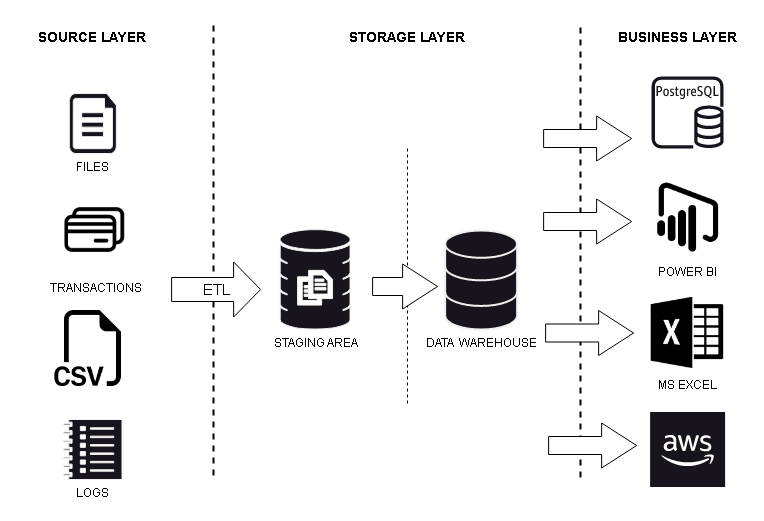 SOURCE LAYER
STORAGE LAYER
BUSINESS LAYER
FILES
TRANSACTIONS
CSV
LOGS
ETL
STAGING AREA
DATA WAREHOUSE
PostgreSQL
POWER BI
X
MS EXCEL
aws